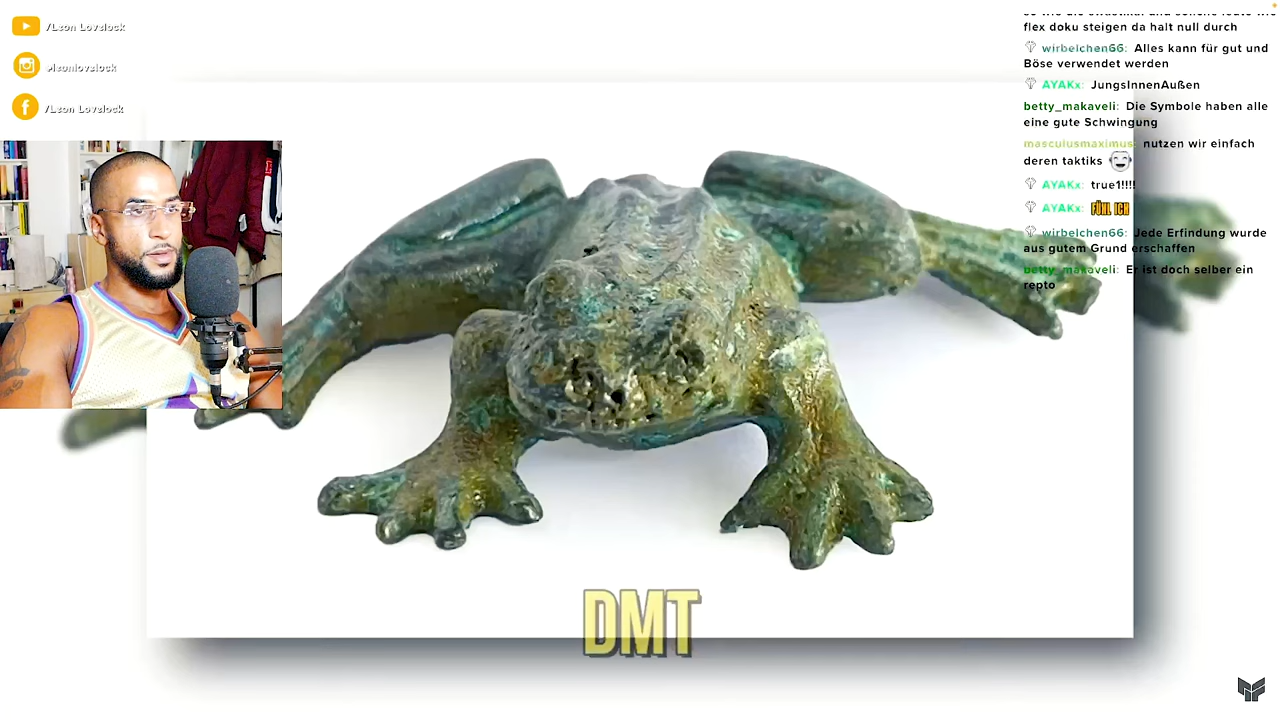 /Leon Lovelock
leonlovelock
/Leon Lovelock
flex doku steigen da halt null durch
wirbelchen66: Alles kann für gut und
Böse verwendet werden
AYAKx: JungsInnenAußen
betty_makaveli: Die Symbole haben alle
eine gute Schwingung
masculusmaximus: nutzen wir einfach
deren taktiks
AYAKx: true1!!!!
AYAKx: FÜHL ICH
wirbelchen66: Jede Erfindung wurde
aus gutem Grund erschaffen
betty_makaveli: Er ist doch selber ein
repto
DMT